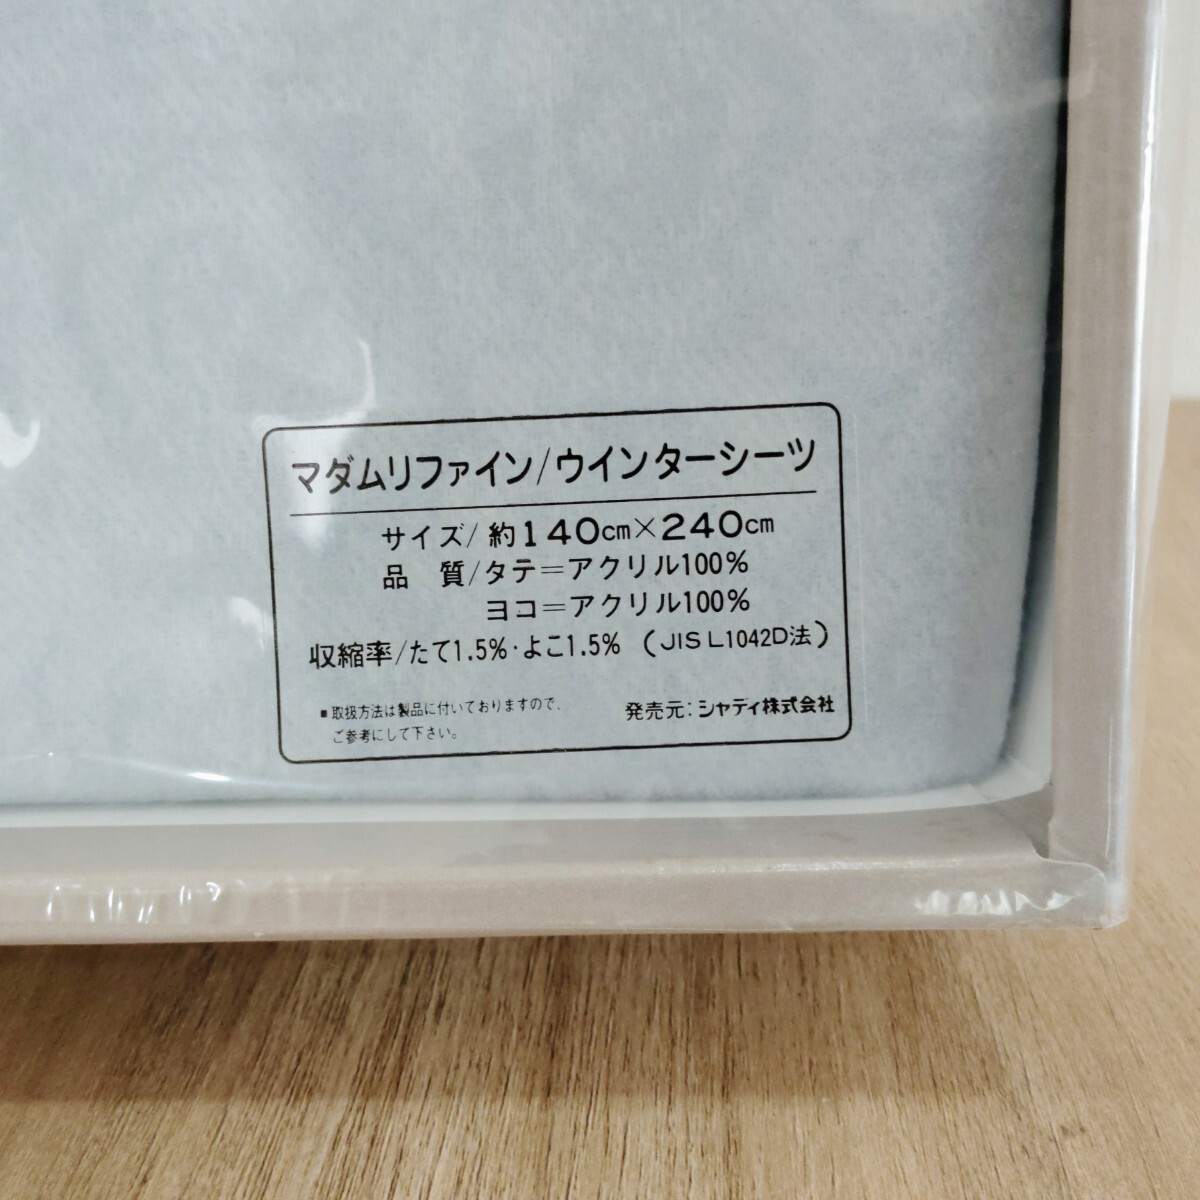 マダムリファイン/ウインターシーツ
サイズ/約140cm×240cm
品　質/タテ＝アクリル100%
ヨコ＝アクリル100%
収縮率/たて1.5%・よこ1.5%（JIS L1042D法）
■取扱方法は製品に付いておりますので、
ご参考にして下さい。
発売元：シャディ株式会社